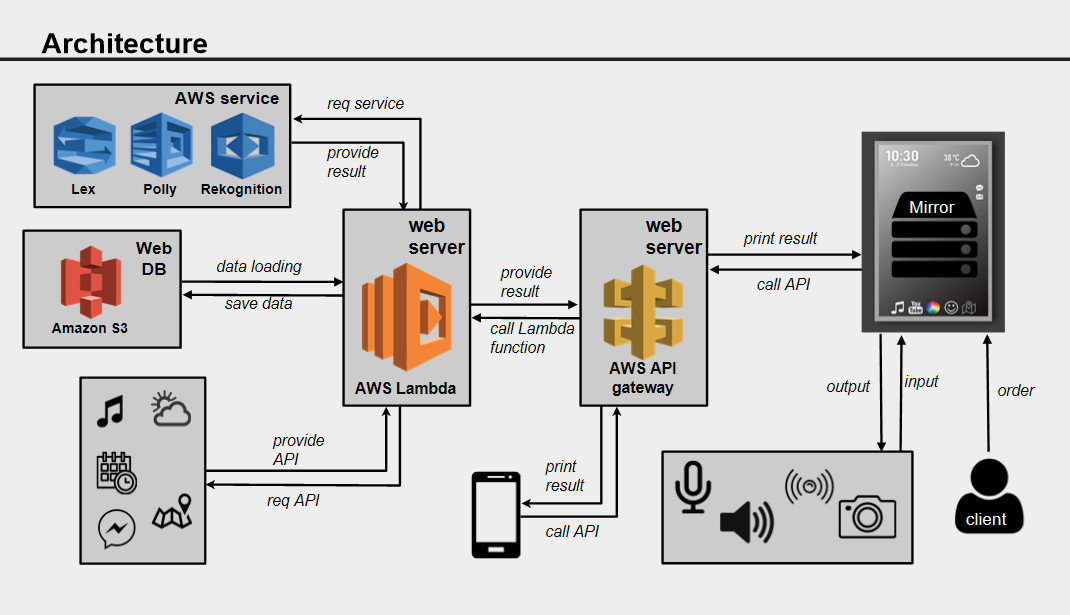 Architecture
AWS service
Lex
Polly
Rekognition
req service
provide
result
Web
DB
Amazon S3
data loading
save data
web
server
AWS Lambda
provide
result
call Lambda
function
web
server
AWS API
gateway
print result
call API
10:30
38 °C
Mirror
You
Tube
output
input
order
provide
API
req API
print
result
call API
client